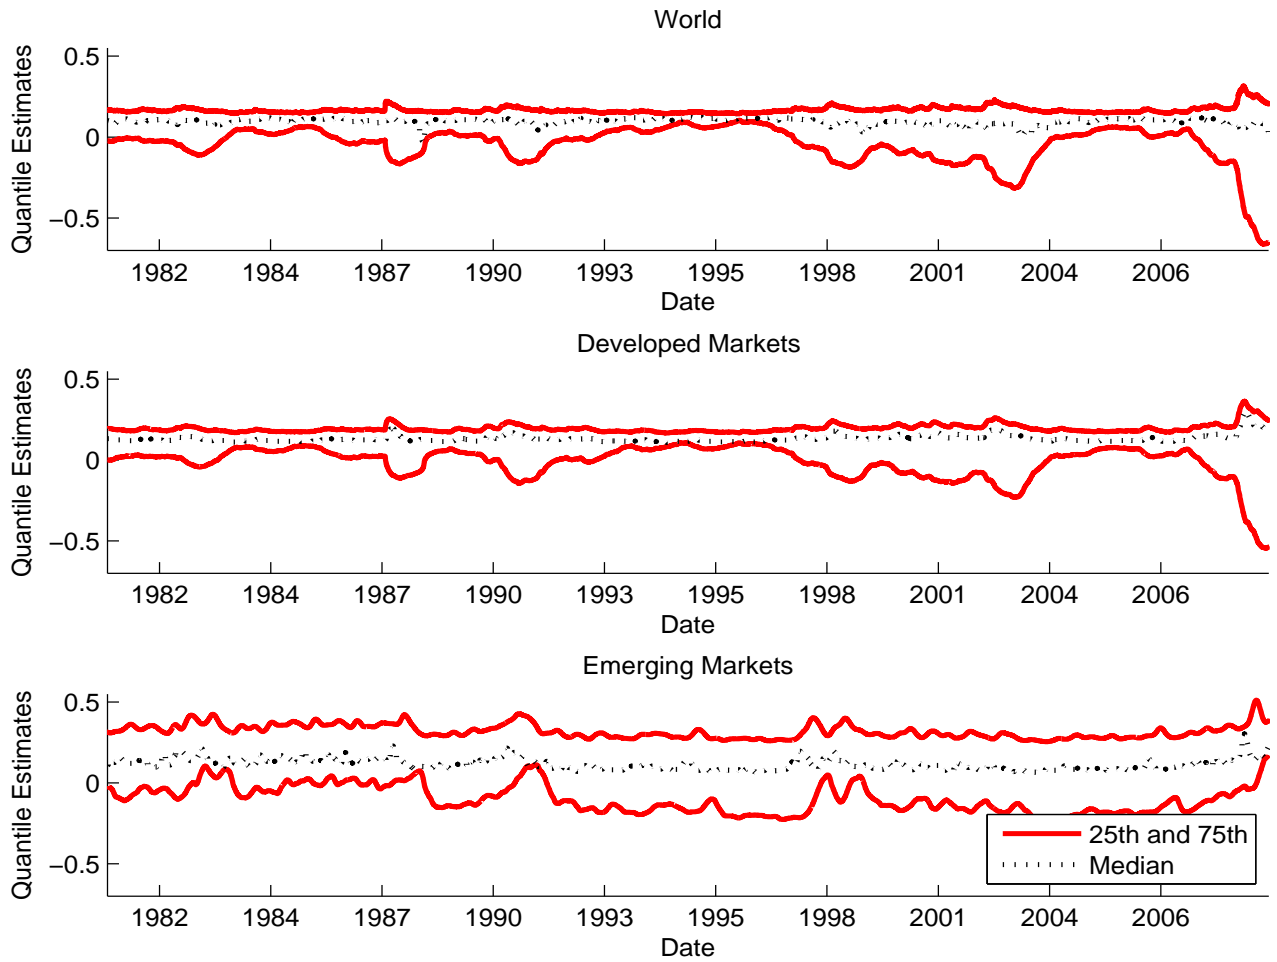 World
Quantile Estimates
0.5
0
−0.5
1982 1984 1987 1990 1993 1995 1998 2001 2004 2006
Date
Developed Markets
Quantile Estimates
0.5
0
−0.5
1982 1984 1987 1990 1993 1995 1998 2001 2004 2006
Date
Emerging Markets
Quantile Estimates
0.5
0
−0.5
25th and 75th
Median
1982 1984 1987 1990 1993 1995 1998 2001 2004 2006
Date